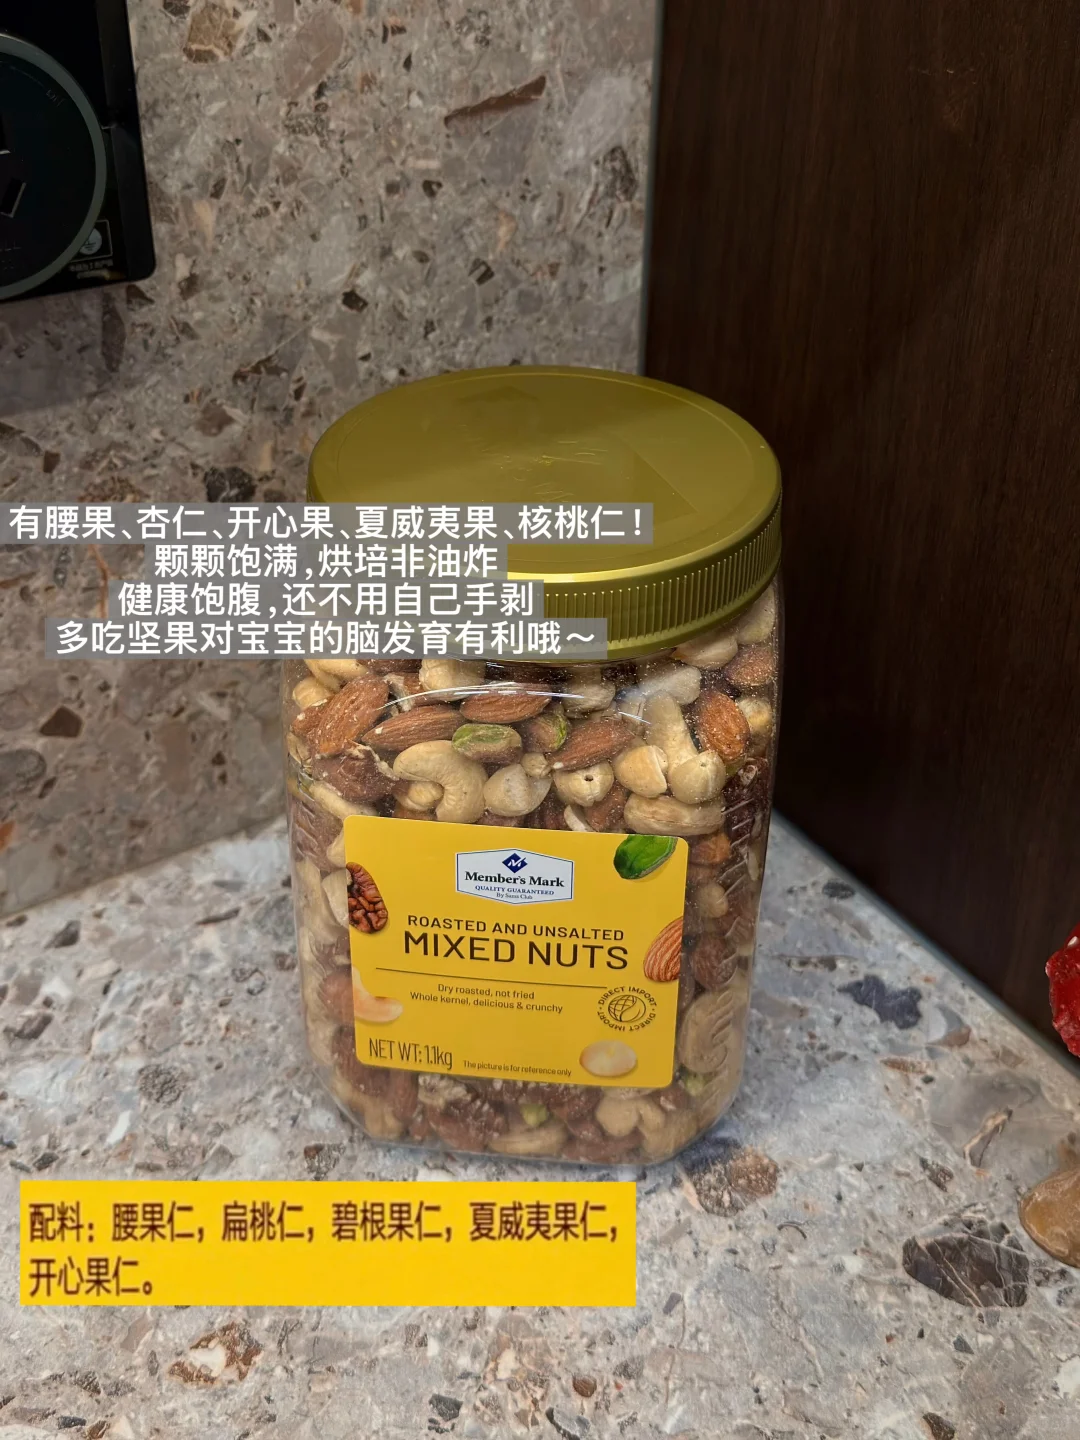 有腰果、杏仁、开心果、夏威夷果、核桃仁！
颗颗饱满，烘培非油炸
健康饱腹，还不用自己手剥
多吃坚果对宝宝的脑发育有利哦～
Member's Mark
QUALITY GUARANTEED
By Sam's Club
ROASTED AND UNSALTED
MIXED NUTS
Dry roasted, not fried
Whole kernel, delicious & crunchy
DIRECT IMPORT · DIRECT IMPORT ·
NET WT: 1.1kg
The picture is for reference only
配料：腰果仁，扁桃仁，碧根果仁，夏威夷果仁，
开心果仁。